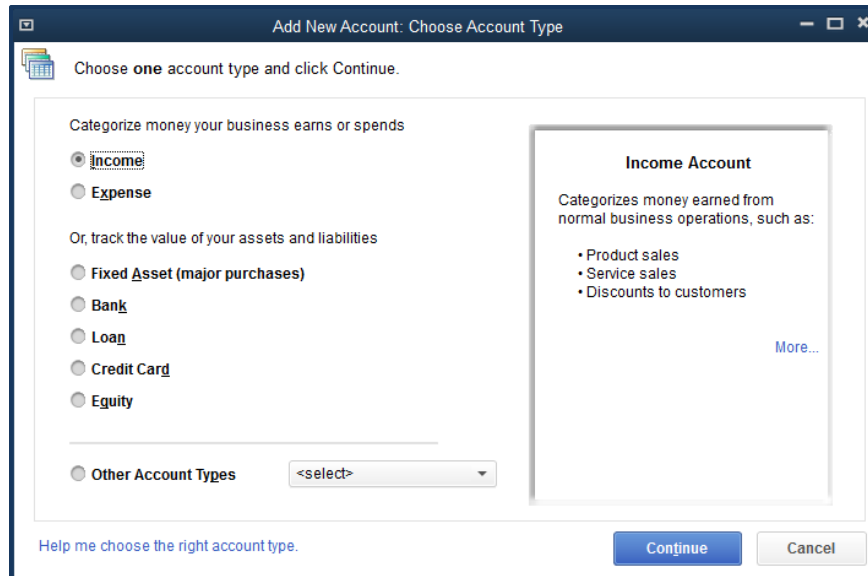 Add New Account: Choose Account Type
Choose one account type and click Continue.
Categorize money your business earns or spends
Income
Expense
Or, track the value of your assets and liabilities
Fixed Asset (major purchases)
Bank
Loan
Credit Card
Equity
Other Account Types
<select>
Income Account
Categorizes money earned from
normal business operations, such as:
• Product sales
• Service sales
• Discounts to customers
More...
Help me choose the right account type.
Continue
Cancel